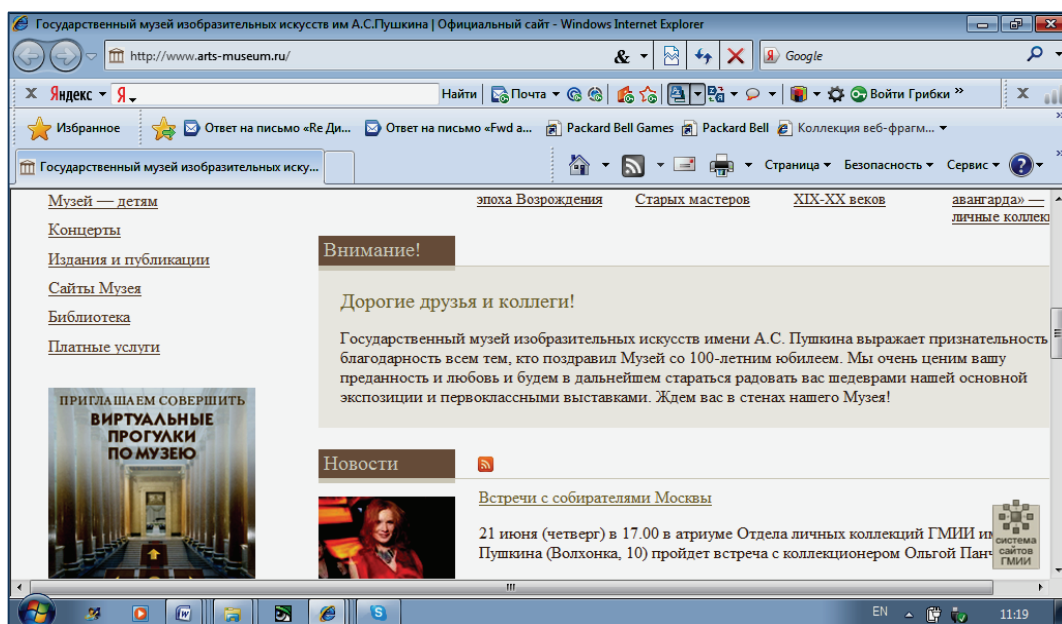 Государственный музей изобразительных искусств им А.С.Пушкина | Официальный сайт - Windows Internet Explorer
http://www.arts-museum.ru/
Google
Яндекс
Найти Почта Войти Грибки »
Избранное Ответ на письмо «Re Ди... Ответ на письмо «Fwd а... Packard Bell Games Packard Bell Коллекция веб-фрагм...
Государственный музей изобразительных иску...
Страница Безопасность Сервис
Музей — детям
Концерты
Издания и публикации
Сайты Музея
Библиотека
Платные услуги
эпоха Возрождения
Старых мастеров
XIX-XX веков
авангарда» —
личные
Внимание!
Дорогие друзья и коллеги!
Государственный музей изобразительных искусств имени А.С. Пушкина выражает признательность
благодарность всем тем, кто поздравил Музей со 100-летним юбилеем. Мы очень ценим вашу
преданность и любовь и будем в дальнейшем стараться радовать вас шедеврами нашей основной
экспозиции и первоклассными выставками. Ждем вас в стенах нашего Музея!
ПРИГЛАШАЕМ СОВЕРШИТЬ
ВИРТУАЛЬНЫЕ
ПРОГУЛКИ
ПО МУЗЕЮ
Новости
Встречи с собирателями Москвы
21 июня (четверг) в 17.00 в атриуме Отдела личных коллекций ГМИИ
Пушкина (Волхонка, 10) пройдет встреча с коллекционером Ольгой
система
сайтов
ГМИИ
EN
11:19